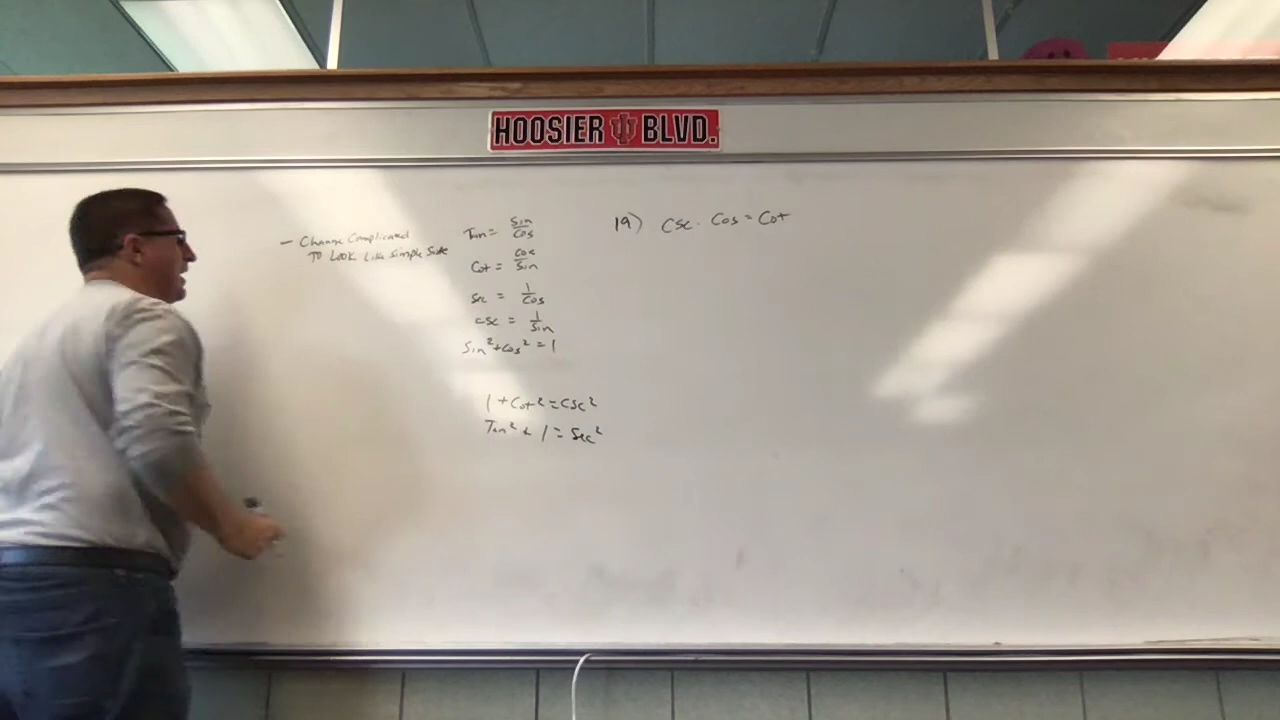 HOOSIER BLVD.
- Change Complicated
To Look Like Simple Side
Tan = Sin/Cos
Cot = Cos/Sin
Sec = 1/Cos
csc = 1/Sin
Sin² + Cos² = 1
1 + Cot² = Csc²
Tan² + 1 = Sec²
19) Csc · Cos = Cot